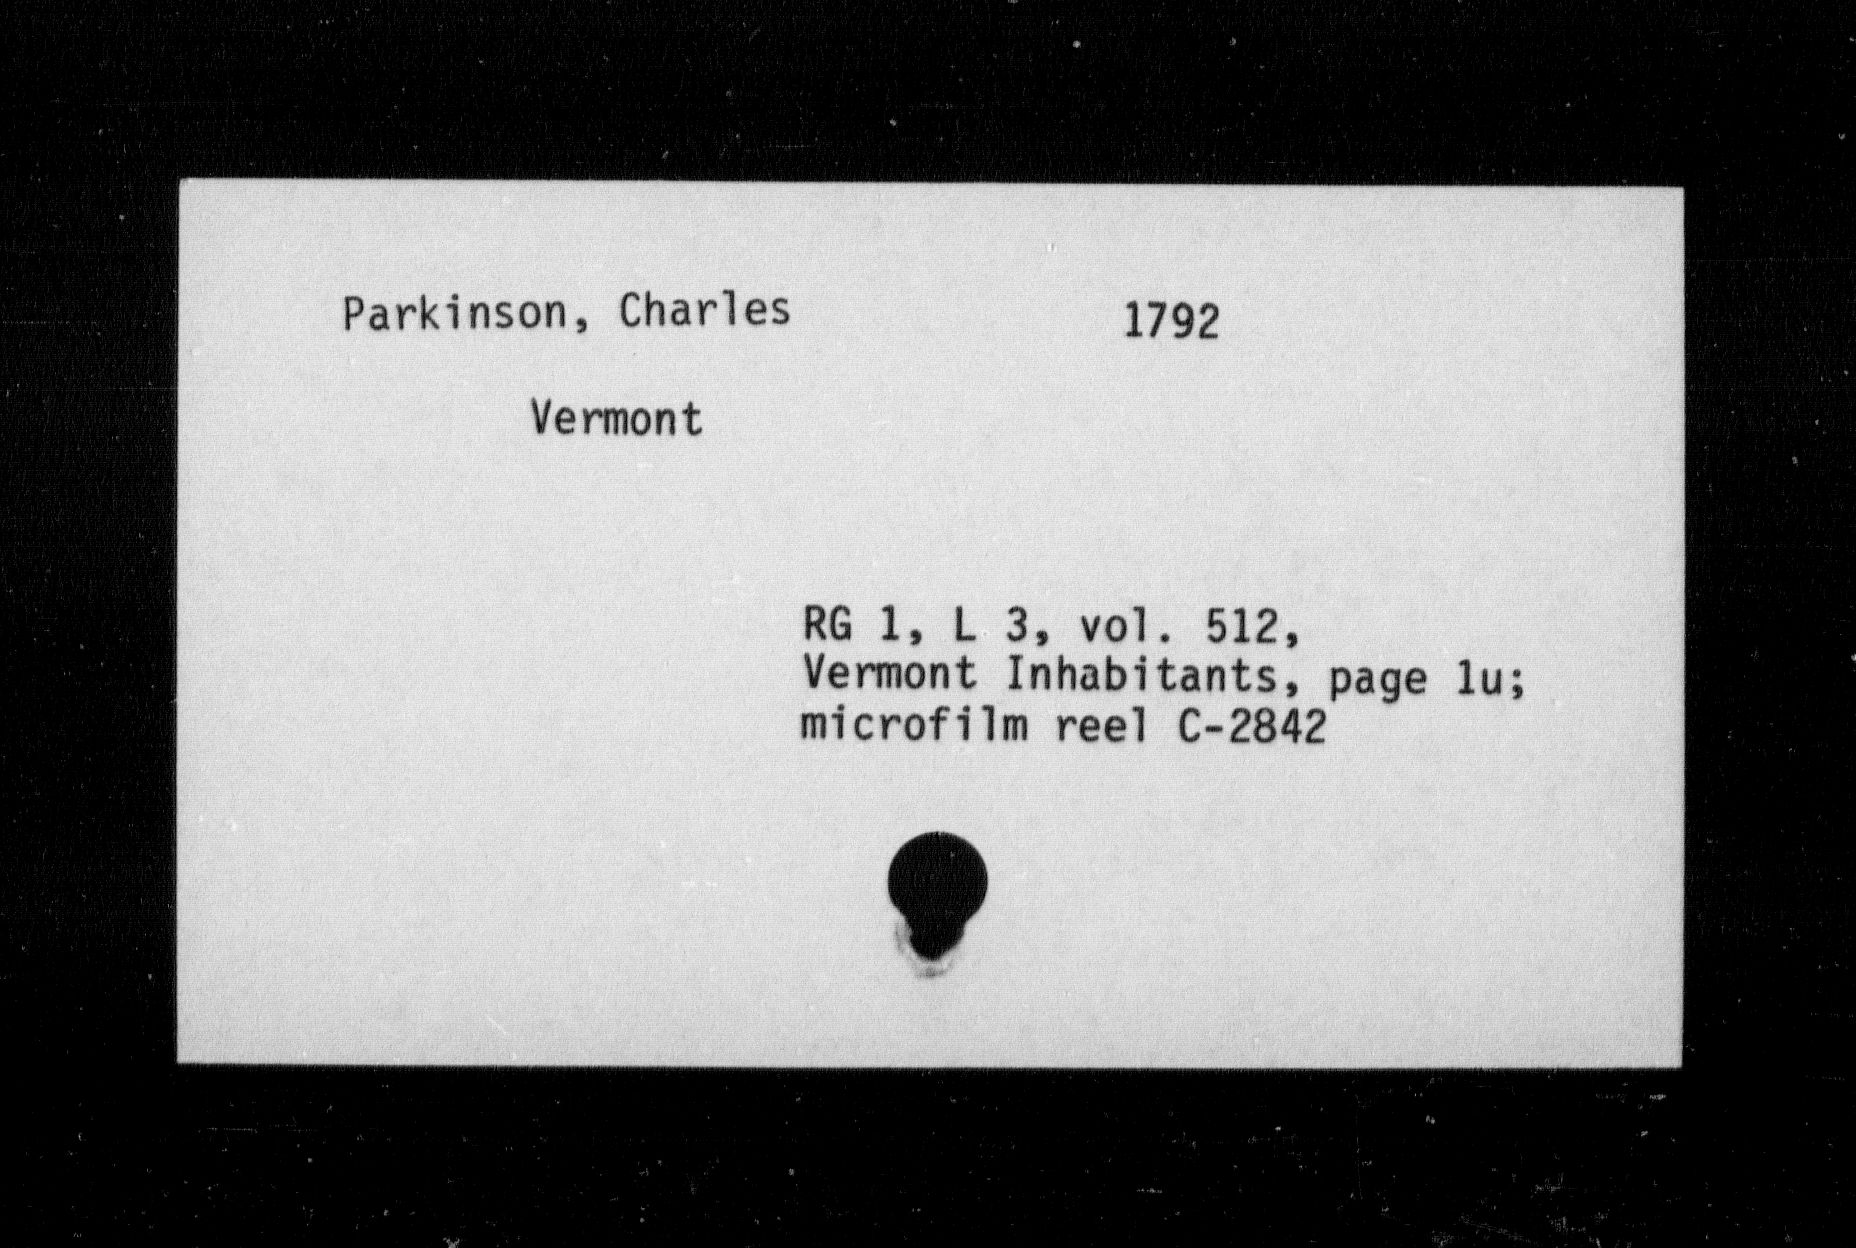 Parkinson, Charles 1792
Vermont
RG 1, L 3, vol. 512,
Vermont Inhabitants, page 1u;
microfilm reel C-2842